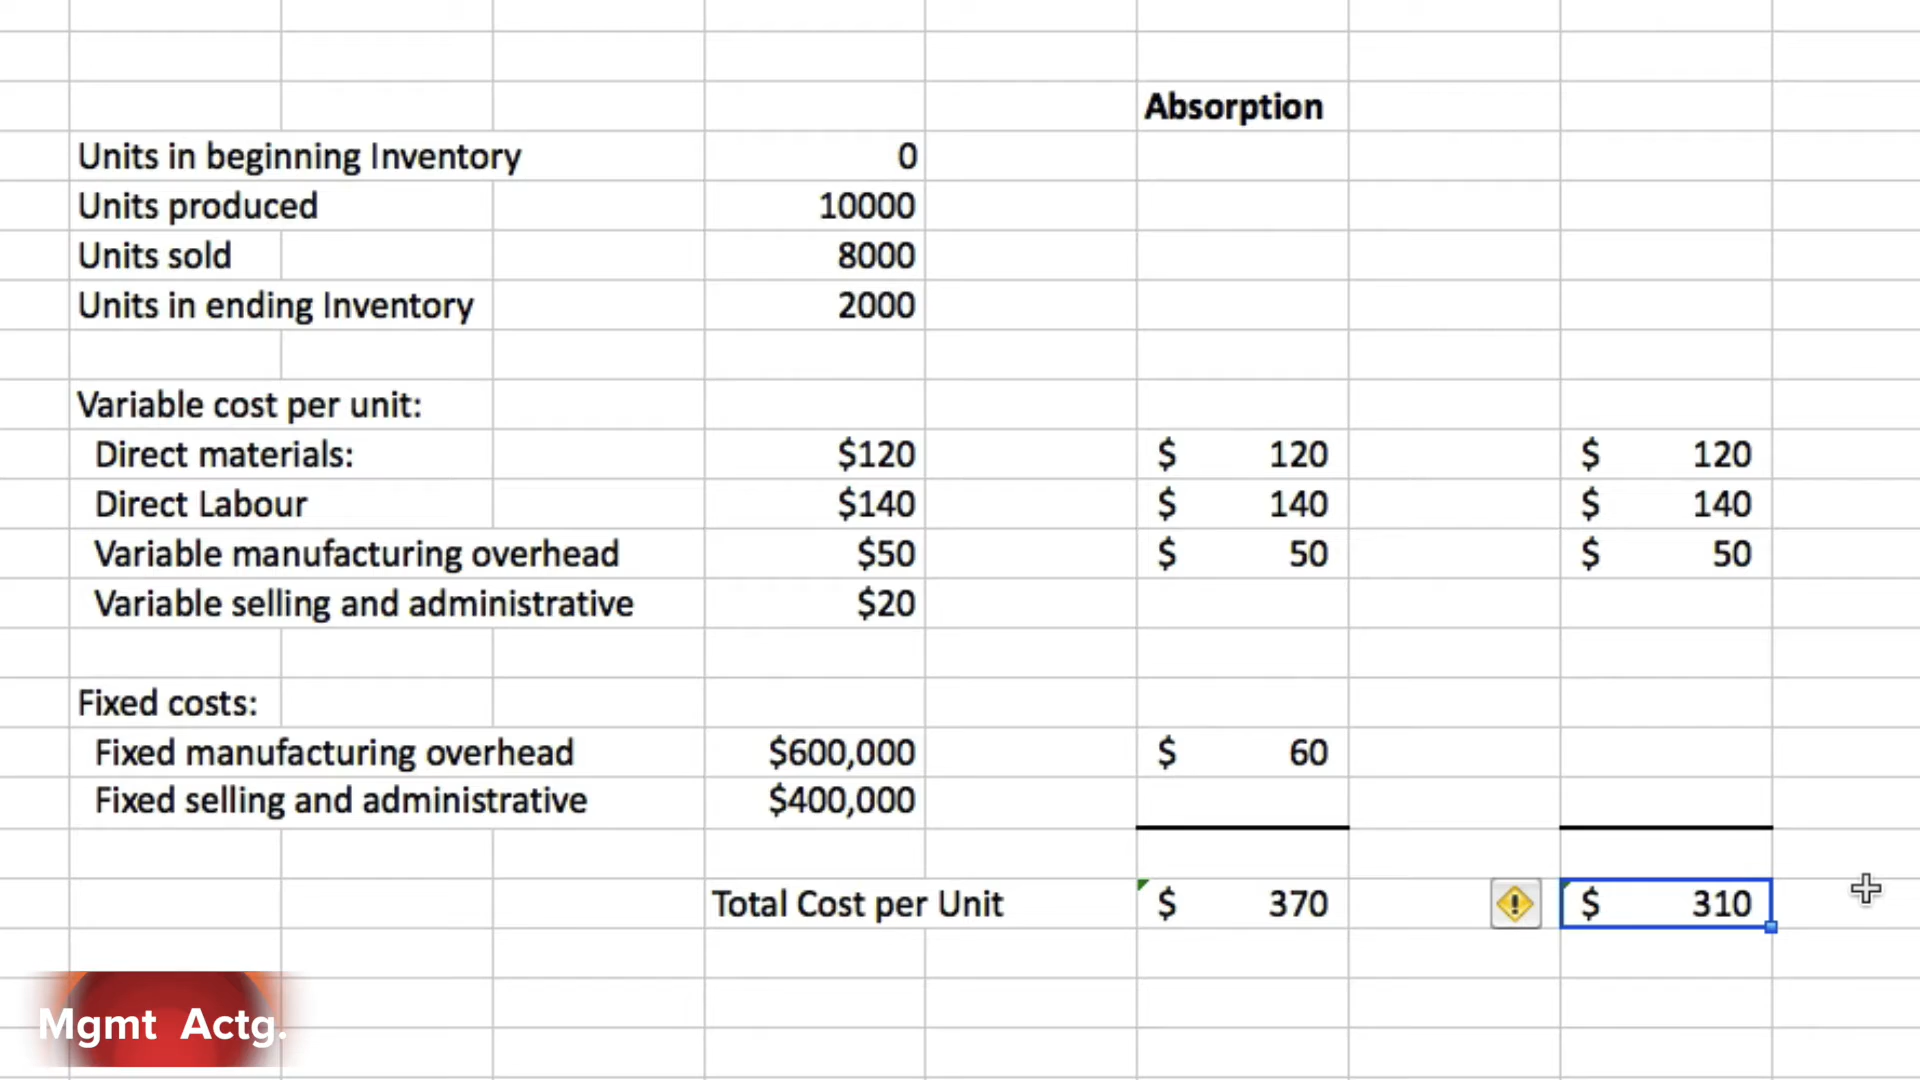 Absorption
Units in beginning Inventory 0
Units produced 10000
Units sold 8000
Units in ending Inventory 2000
Variable cost per unit:
Direct materials: $120 $ 120 $ 120
Direct Labour $140 $ 140 $ 140
Variable manufacturing overhead $50 $ 50 $ 50
Variable selling and administrative $20
Fixed costs:
Fixed manufacturing overhead $600,000 $ 60
Fixed selling and administrative $400,000
Total Cost per Unit $ 370 $ 310
Mgmt Actg.